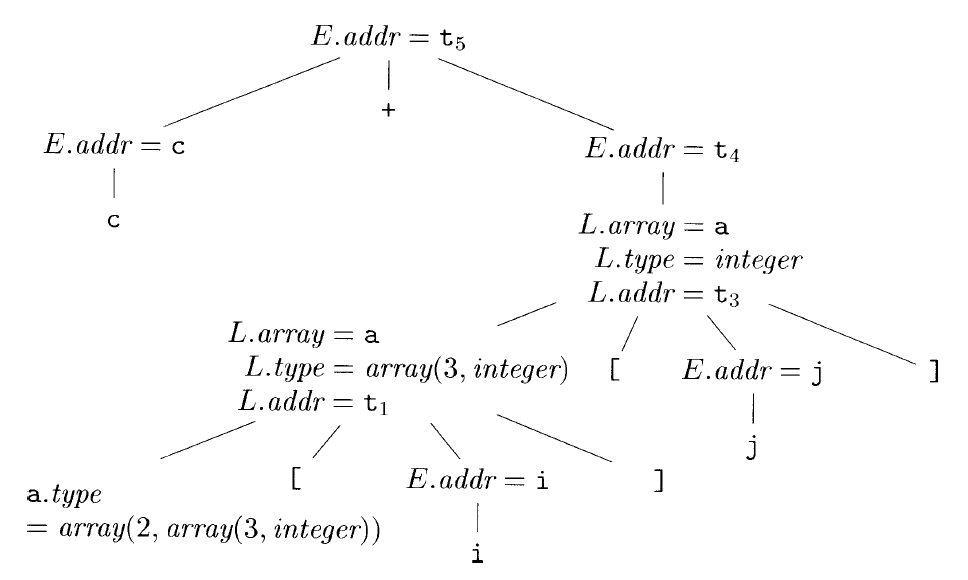 E.addr = t5
+
E.addr = c
E.addr = t4
c
L.array = a
L.type = integer
L.addr = t3
L.array = a
L.type = array(3, integer)
[
E.addr = j
]
L.addr = t1
j
[
E.addr = i
]
a.type
= array(2, array(3, integer))
i